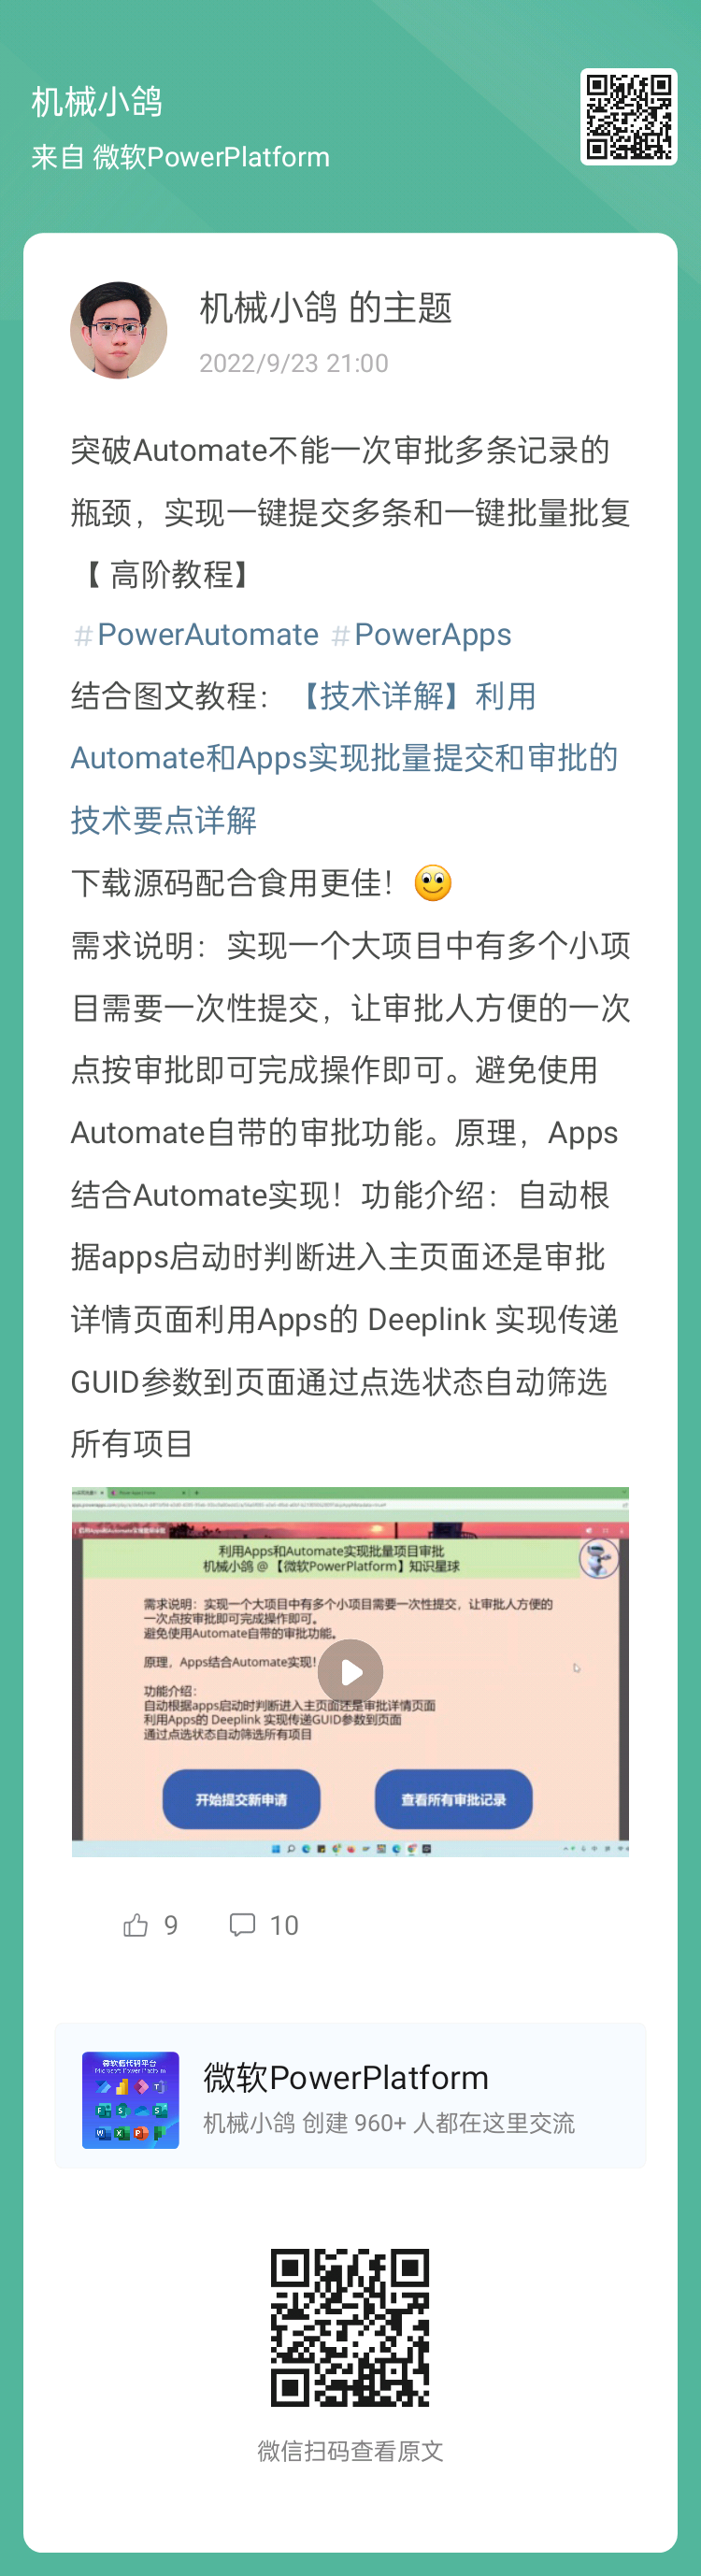 机械小鸽
来自 微软PowerPlatform
机械小鸽 的主题
2022/9/23 21:00
突破Automate不能一次审批多条记录的
瓶颈，实现一键提交多条和一键批量批复
【 高阶教程】
#PowerAutomate #PowerApps
结合图文教程：【技术详解】利用
Automate和Apps实现批量提交和审批的
技术要点详解
下载源码配合食用更佳！
需求说明：实现一个大项目中有多个小项
目需要一次性提交，让审批人方便的一次
点按审批即可完成操作即可。避免使用
Automate自带的审批功能。原理，Apps
结合Automate实现！功能介绍：自动根
据apps启动时判断进入主页面还是审批
详情页面利用Apps的 Deeplink 实现传递
GUID参数到页面通过点选状态自动筛选
所有项目
利用Apps和Automate实现批量项目审批
机械小鸽 @ 【微软PowerPlatform】知识星球
需求说明：实现一个大项目中有多个小项目需要一次性提交，让审批人方便的
一次点按审批即可完成操作即可。
避免使用Automate自带的审批功能。
原理，Apps结合Automate实现！
功能介绍：
自动根据apps启动时判断进入主页面还是审批详情页面
利用Apps的 Deeplink 实现传递GUID参数到页面
通过点选状态自动筛选所有项目
开始提交新申请
查看所有审批记录
9
10
微软低代码平台
Microsoft Power Platform
微软PowerPlatform
机械小鸽 创建 960+ 人都在这里交流
微信扫码查看原文